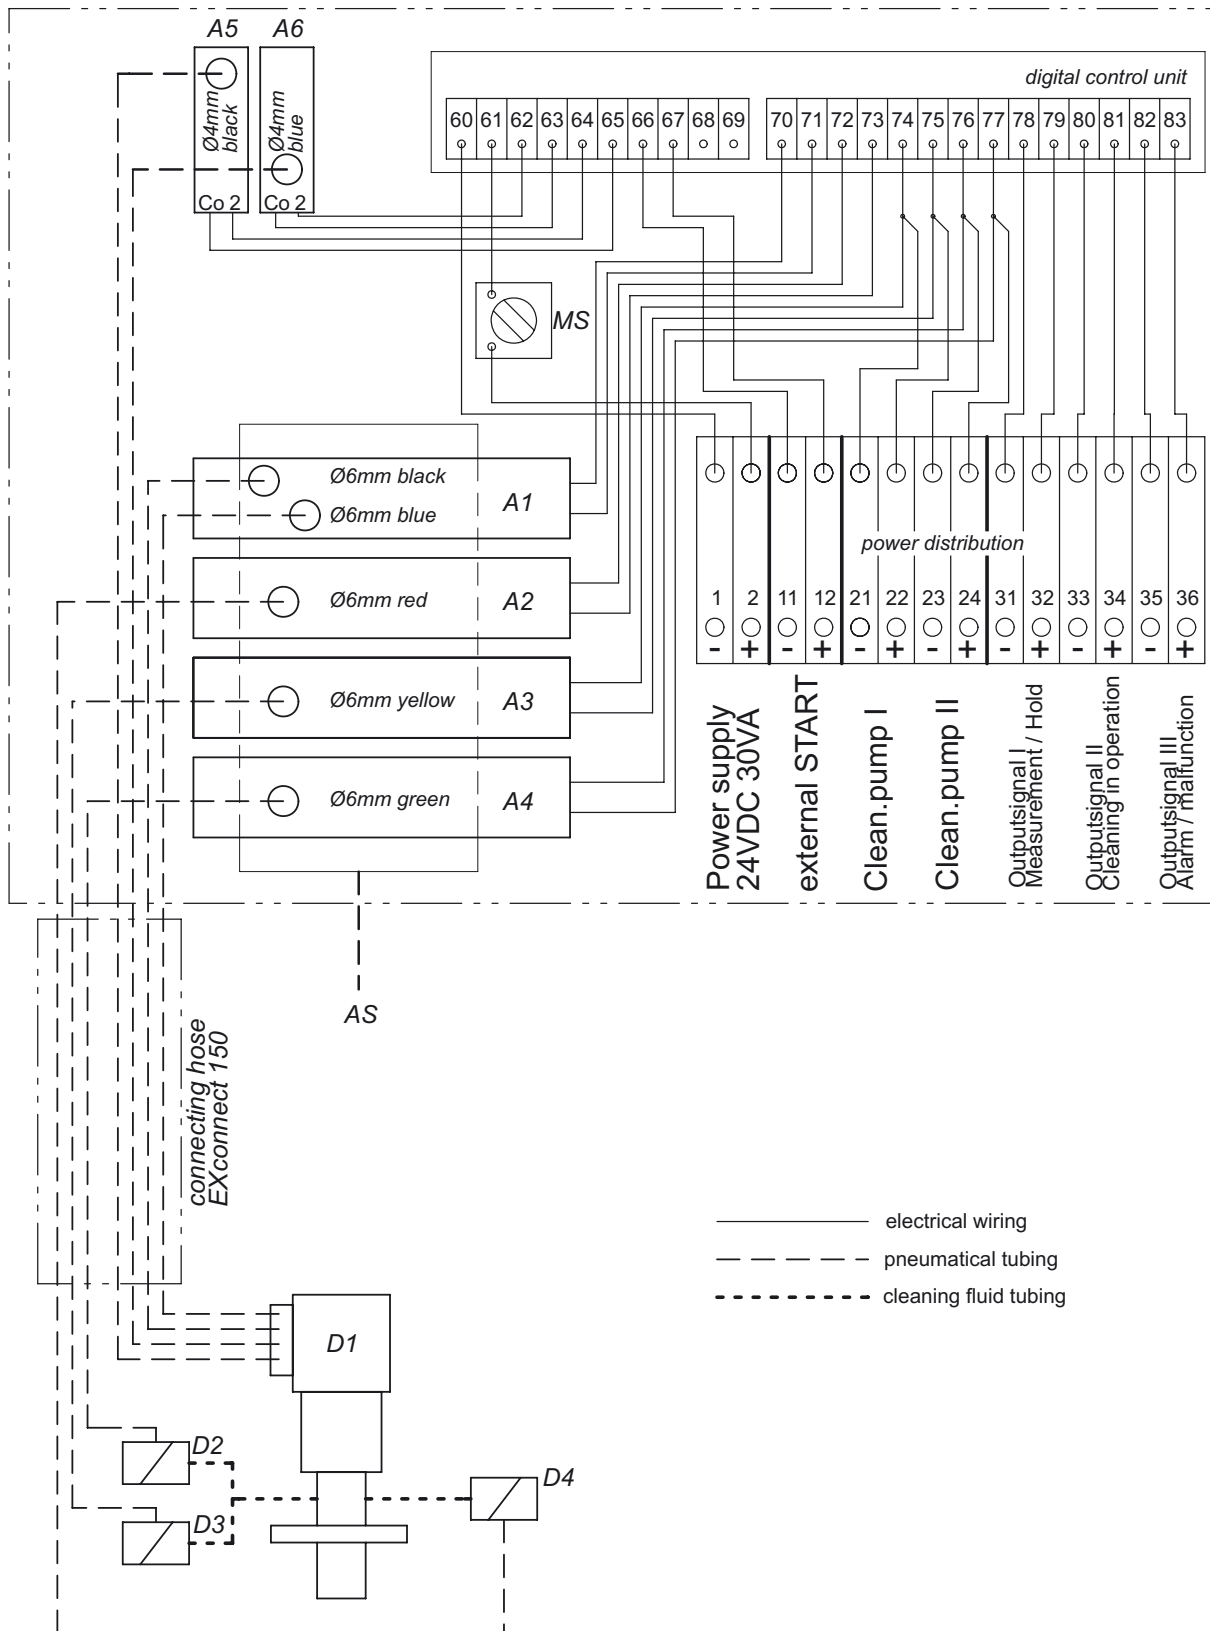 A5 A6
digital control unit
Ø4mm
black
Ø4mm
blue
60 61 62 63 64 65 66 67 68 69 70 71 72 73 74 75 76 77 78 79 80 81 82 83
Co 2 Co 2
MS
Ø6mm black
Ø6mm blue
A1
Ø6mm red A2
Ø6mm yellow A3
Ø6mm green A4
power distribution
1 2 11 12 21 22 23 24 31 32 33 34 35 36
- + - + - + - + - + - + - +
Power supply
24VDC 30VA
external START
Clean.pump I
Clean.pump II
Outputsignal I
Measurement / Hold
Outputsignal II
Cleaning in operation
Outputsignal III
Alarm / malfunction
AS
connecting hose
EXconnect 150
electrical wiring
pneumatical tubing
cleaning fluid tubing
D1
D2
D4
D3